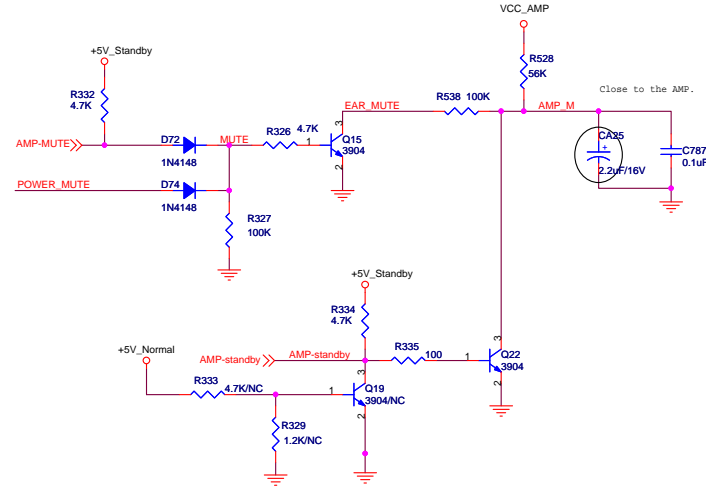 VCC_AMP
+5V_Standby
R528
56K
R332
4.7K
R538 100K
Close to the AMP.
EAR_MUTE
AMP_M
AMP-MUTE
D72
MUTE
R326
4.7K
3
Q15
3904
1
2
CA25
+
2.2uF/16V
C787
0.1uF
1N4148
POWER_MUTE
D74
1N4148
R327
100K
+5V_Standby
R334
4.7K
+5V_Normal
AMP-standby
AMP-standby
R335
100
1
3
Q22
3904
2
R333
4.7K/NC
1
3
Q19
3904/NC
2
R329
1.2K/NC